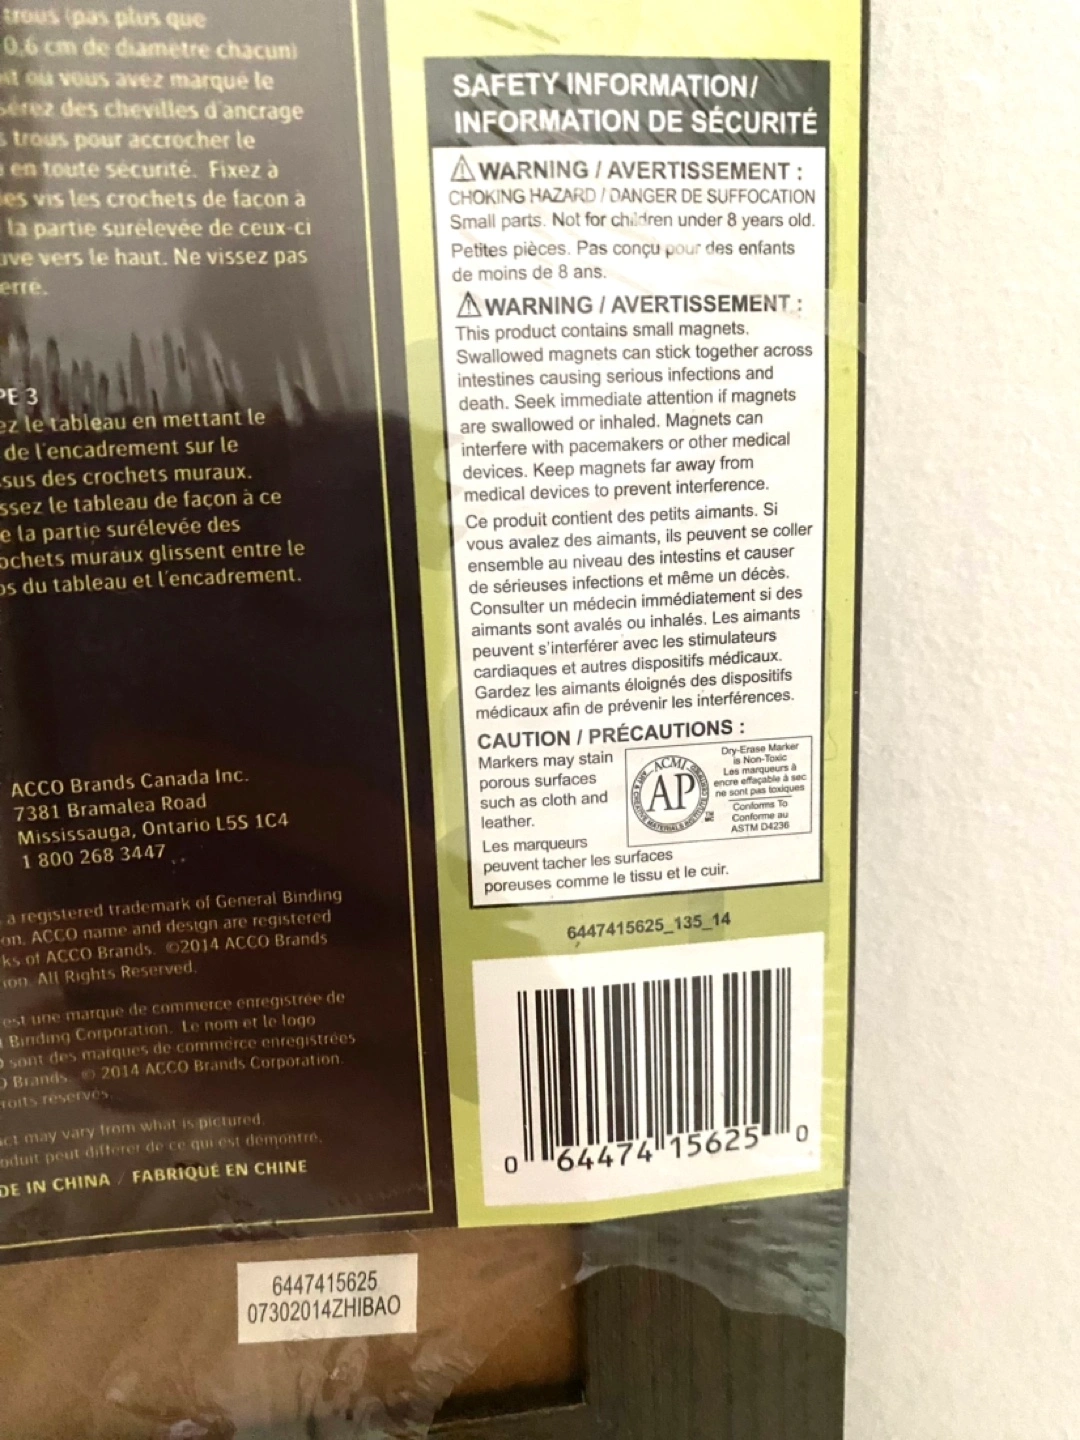 trous (pas plus que
0,6 cm de diamètre chacun)
où vous avez marqué le
des chevilles d'ancrage
trous pour accrocher le
en toute sécurité. Fixez à
vis les crochets de façon à
la partie surélevée de ceux-ci
vers le haut. Ne vissez pas
3
le tableau en mettant le
de l'encadrement sur le
des crochets muraux.
le tableau de façon à ce
la partie surélevée des
muraux glissent entre le
du tableau et l'encadrement.
ACCO Brands Canada Inc.
7381 Bramalea Road
Mississauga, Ontario L5S 1C4
1 800 268 3447
a registered trademark of General Binding
ACCO name and design are registered
of ACCO Brands. ©2014 ACCO Brands
All Rights Reserved.
est une marque de commerce enregistrée de
Binding Corporation. Le nom et le logo
sont des marques de commerce enregistrées
Brands. © 2014 ACCO Brands Corporation.
réservés.
may vary from what is pictured.
peut différer de ce qui est démontré.
IN CHINA / FABRIQUÉ EN CHINE
SAFETY INFORMATION/
INFORMATION DE SÉCURITÉ
⚠ WARNING / AVERTISSEMENT :
CHOKING HAZARD / DANGER DE SUFFOCATION
Small parts. Not for children under 8 years old.
Petites pièces. Pas conçu pour des enfants
de moins de 8 ans.
⚠ WARNING / AVERTISSEMENT :
This product contains small magnets.
Swallowed magnets can stick together across
intestines causing serious infections and
death. Seek immediate attention if magnets
are swallowed or inhaled. Magnets can
interfere with pacemakers or other medical
devices. Keep magnets far away from
medical devices to prevent interference.
Ce produit contient des petits aimants. Si
vous avalez des aimants, ils peuvent se coller
ensemble au niveau des intestins et causer
de sérieuses infections et même un décès.
Consulter un médecin immédiatement si des
aimants sont avalés ou inhalés. Les aimants
peuvent s'interférer avec les stimulateurs
cardiaques et autres dispositifs médicaux.
Gardez les aimants éloignés des dispositifs
médicaux afin de prévenir les interférences.
CAUTION / PRÉCAUTIONS :
Markers may stain
porous surfaces
such as cloth and
leather.
Les marqueurs
peuvent tacher les surfaces
poreuses comme le tissu et le cuir.
ACMI
AP
ART & CREATIVE MATERIALS INSTITUTE CERTIFIED
Dry-Erase Marker
is Non-Toxic
Les marqueurs à
encre effaçable à sec
ne sont pas toxiques
Conforms To
Conforme au
ASTM D4236
6447415625_135_14
0 64474 15625 0
6447415625
07302014ZHIBAO